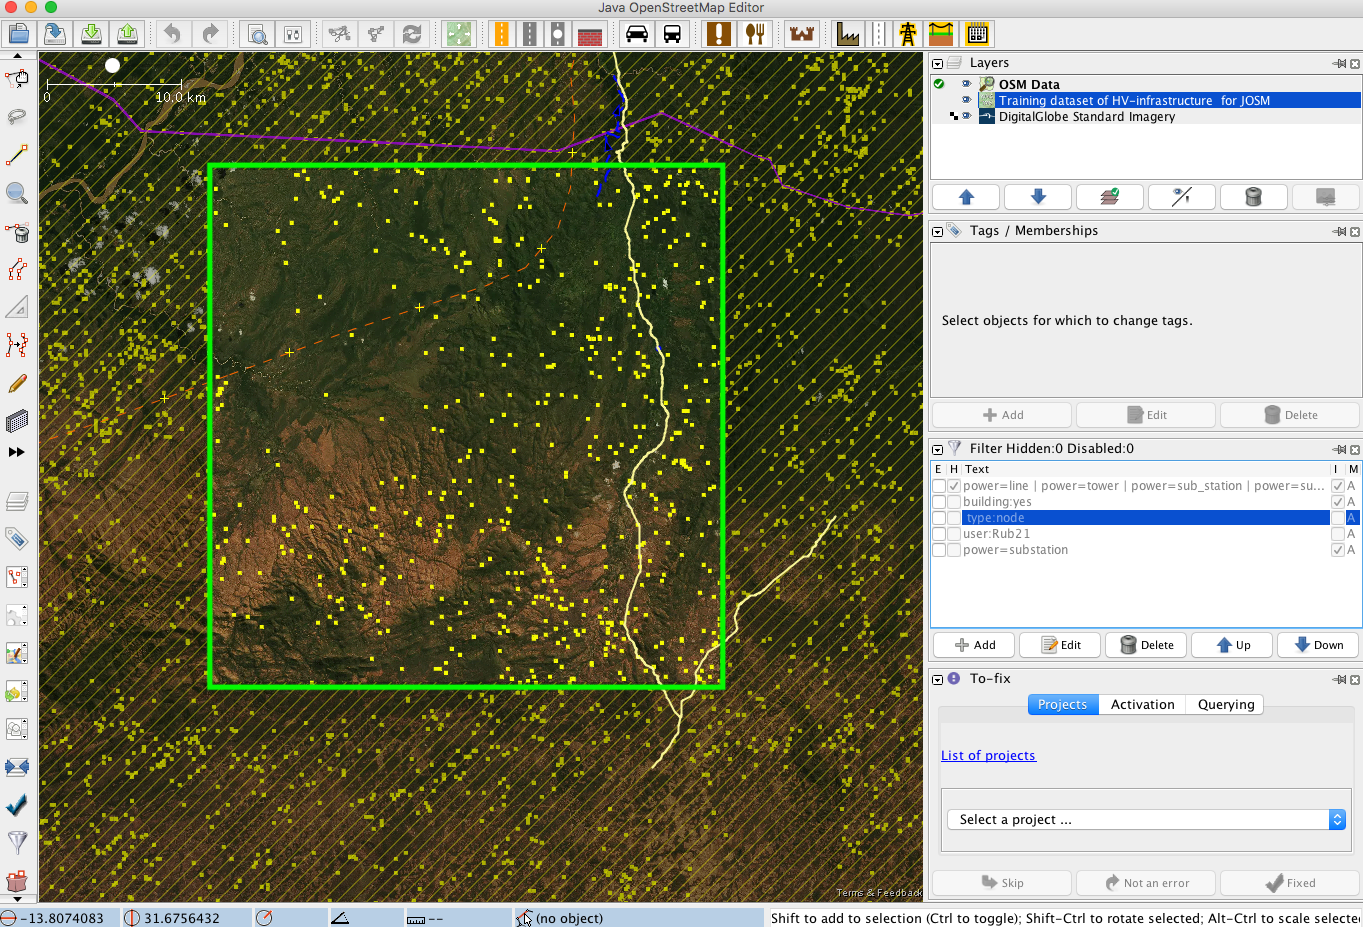 Java OpenStreetMap Editor
0
10.0 km
Terms & Feedback
Layers
OSM Data
Training dataset of HV-infrastructure for JOSM
DigitalGlobe Standard Imagery
Tags / Memberships
Select objects for which to change tags.
Add
Edit
Delete
Filter Hidden:0 Disabled:0
E H Text I M
power=line | power=tower | power=sub_station | power=su... A
building:yes A
type:node A
user:Rub21 A
power=substation A
Add
Edit
Delete
Up
Down
To-fix
Projects
Activation
Querying
List of projects
Select a project ...
Skip
Not an error
Fixed
-13.8074083
31.6756432
--
(no object)
Shift to add to selection (Ctrl to toggle); Shift-Ctrl to rotate selected; Alt-Ctrl to scale selecte